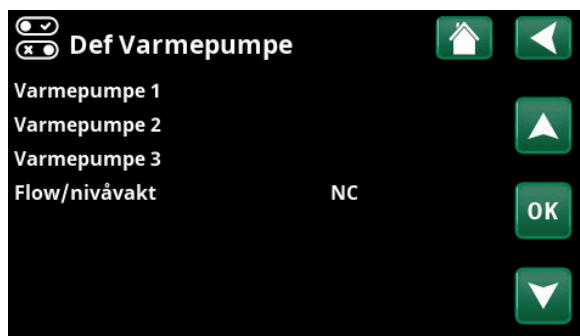 Def Varmepumpe
Varmepumpe 1
Varmepumpe 2
Varmepumpe 3
Flow/nivåvakt NC
OK